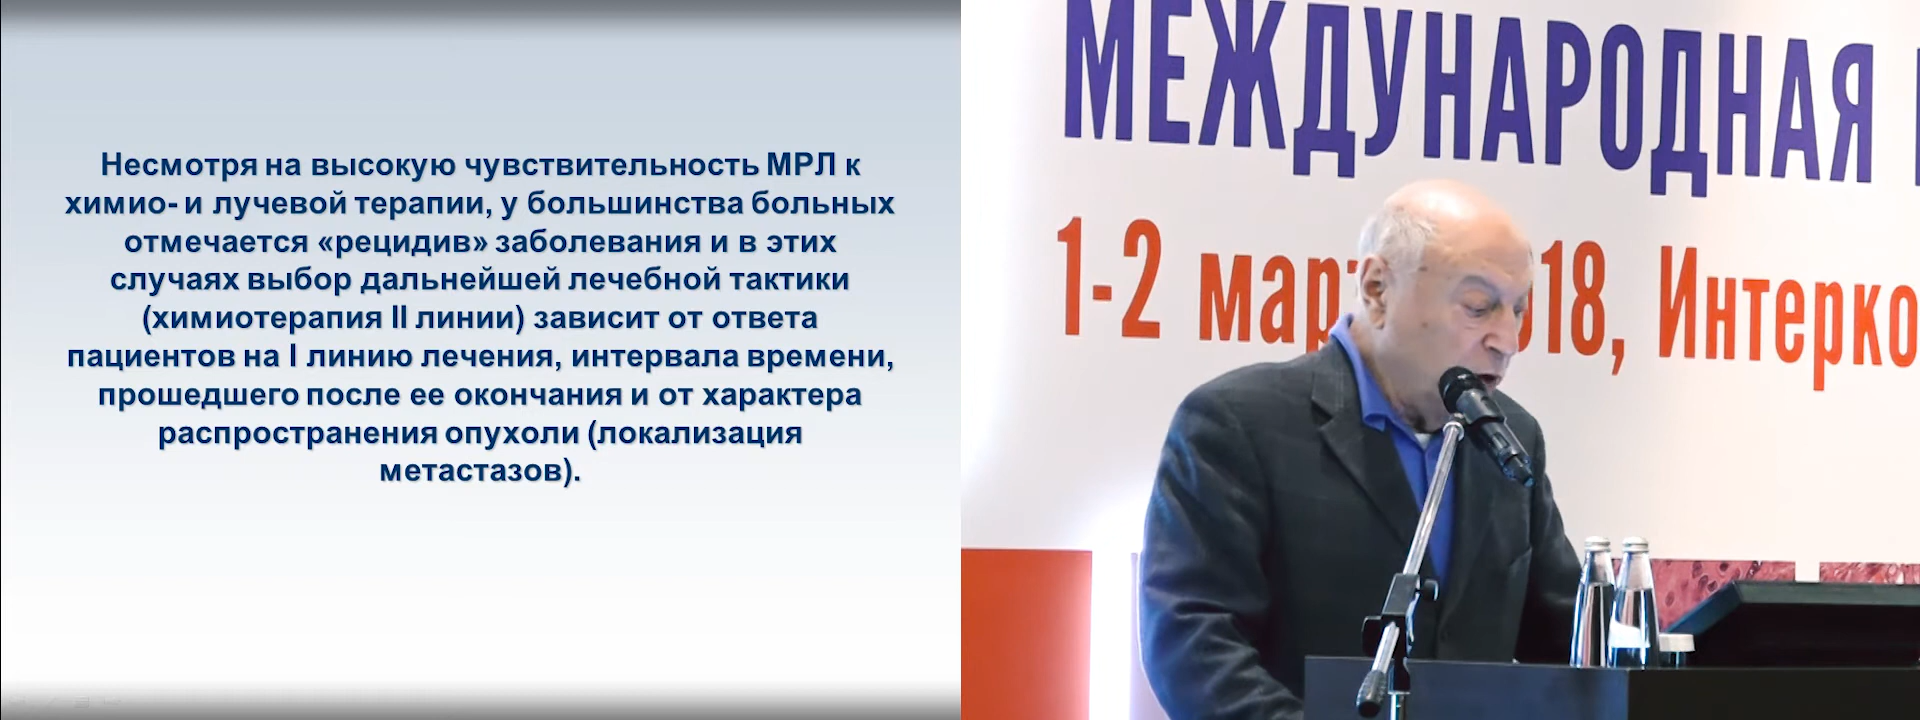 Несмотря на высокую чувствительность МРЛ к
химио- и лучевой терапии, у большинства больных
отмечается «рецидив» заболевания и в этих
случаях выбор дальнейшей лечебной тактики
(химиотерапия II линии) зависит от ответа
пациентов на I линию лечения, интервала времени,
прошедшего после ее окончания и от характера
распространения опухоли (локализация
метастазов).
МЕЖДУНАРОДНАЯ
1-2 мар 18, Интерко